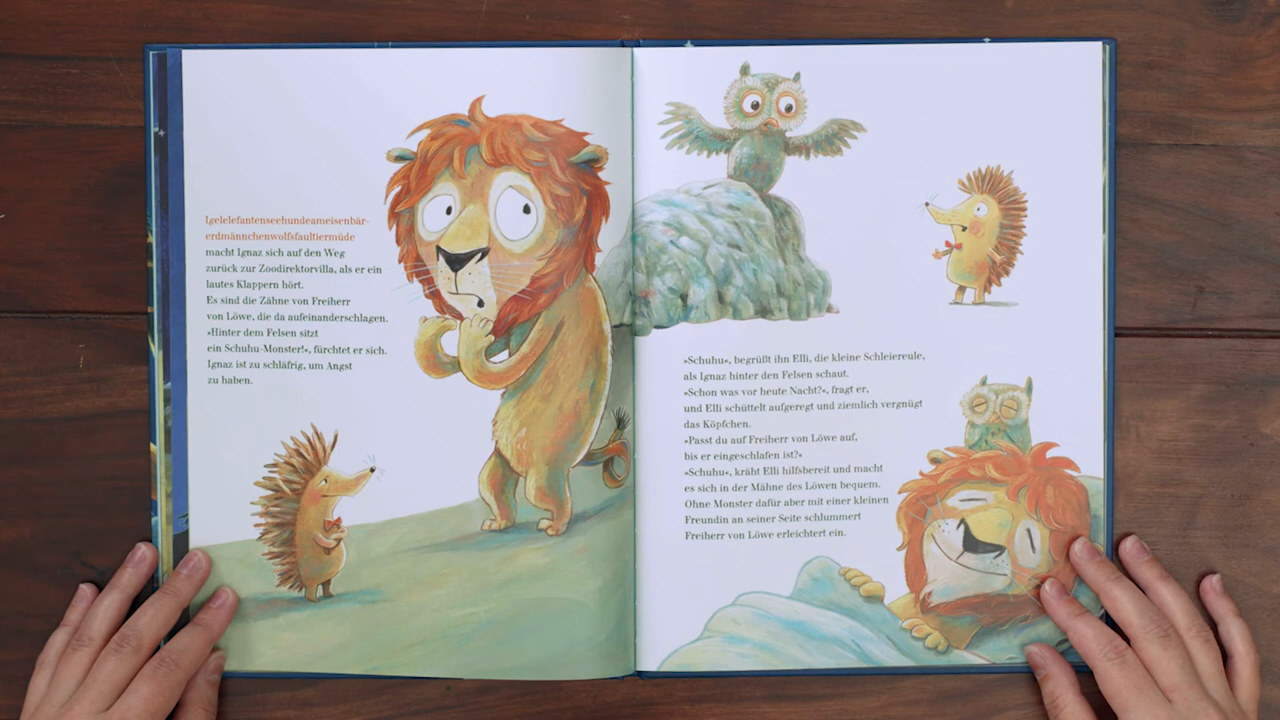 Igelelefantenseehundeameisenbär-
erdmännchenwolfsfaultiermüde
macht Ignaz sich auf den Weg
zurück zur Zoodirektorvilla, als er ein
lautes Klappern hört.
Es sind die Zähne von Freiherr
von Löwe, die da aufeinanderschlagen.
»Hinter dem Felsen sitzt
ein Schuhu-Monster!«, fürchtet er sich.
Ignaz ist zu schläfrig, um Angst
zu haben.
»Schuhu«, begrüßt ihn Elli, die kleine Schleiereule,
als Ignaz hinter den Felsen schaut.
»Schon was vor heute Nacht?«, fragt er,
und Elli schüttelt aufgeregt und ziemlich vergnügt
das Köpfchen.
»Passt du auf Freiherr von Löwe auf,
bis er eingeschlafen ist?«
»Schuhu«, kräht Elli hilfsbereit und macht
es sich in der Mähne des Löwen bequem.
Ohne Monster dafür aber mit einer kleinen
Freundin an seiner Seite schlummert
Freiherr von Löwe erleichtert ein.